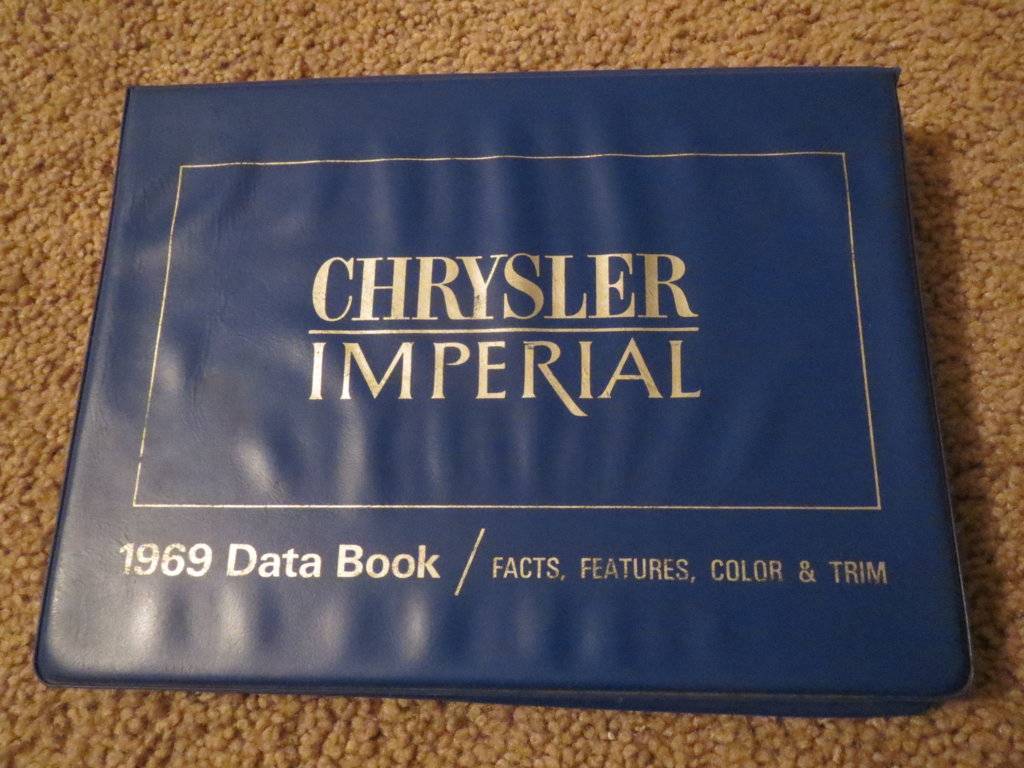 CHRYSLER
IMPERIAL
1969 Data Book / FACTS, FEATURES, COLOR & TRIM